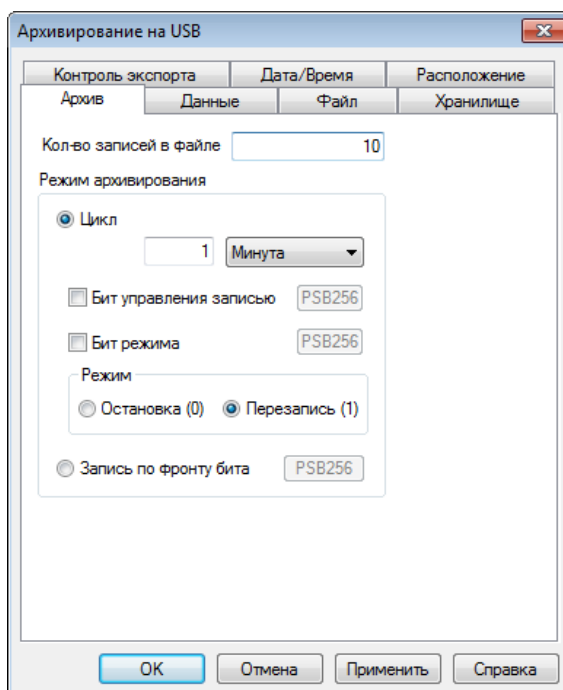 Архивирование на USB
Контроль экспорта Дата/Время Расположение
Архив Данные Файл Хранилище
Кол-во записей в файле 10
Режим архивирования
Цикл
1 Минута
Бит управления записью PSB256
Бит режима PSB256
Режим
Остановка (0) Перезапись (1)
Запись по фронту бита PSB256
OK Отмена Применить Справка